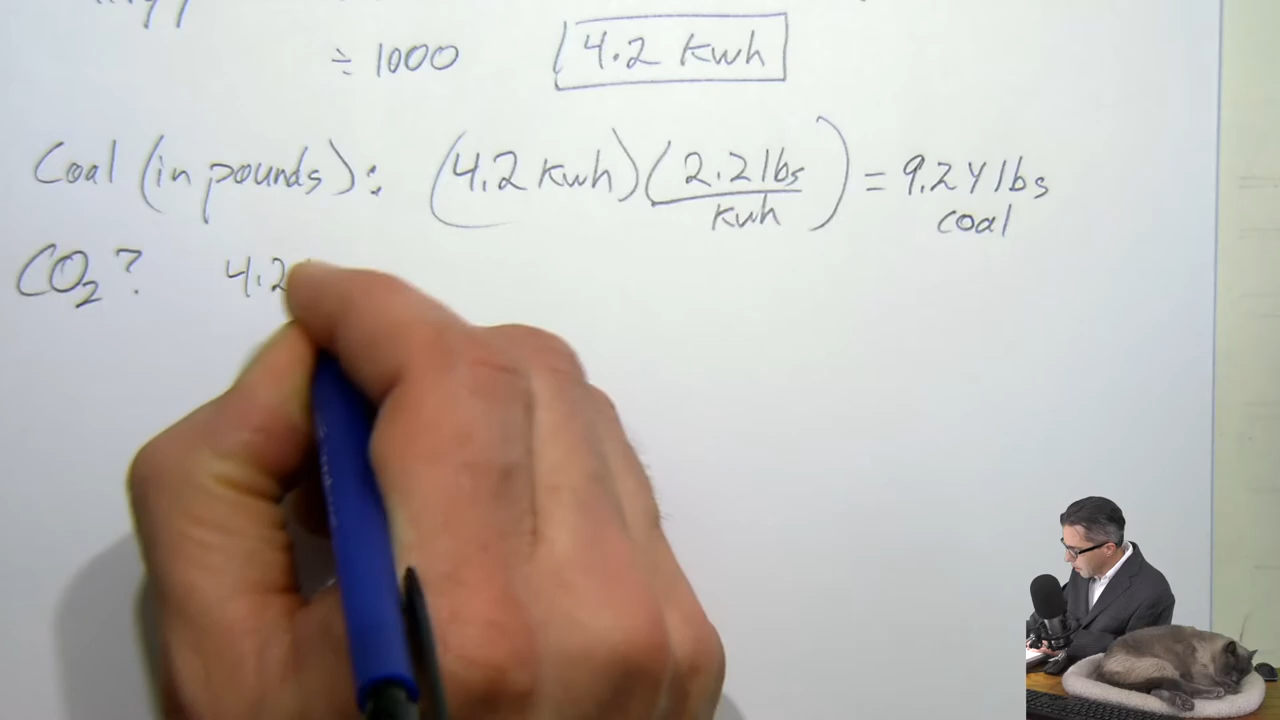 ÷ 1000 4.2 kwh
Coal (in pounds): (4.2 kwh) (2.2 lbs / kwh) = 9.24 lbs coal
CO₂? 4.2